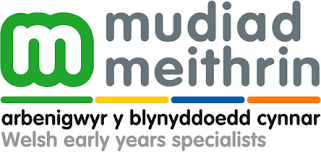 m mudiad
meithrin
arbenigwyr y blynyddoedd cynnar
Welsh early years specialists